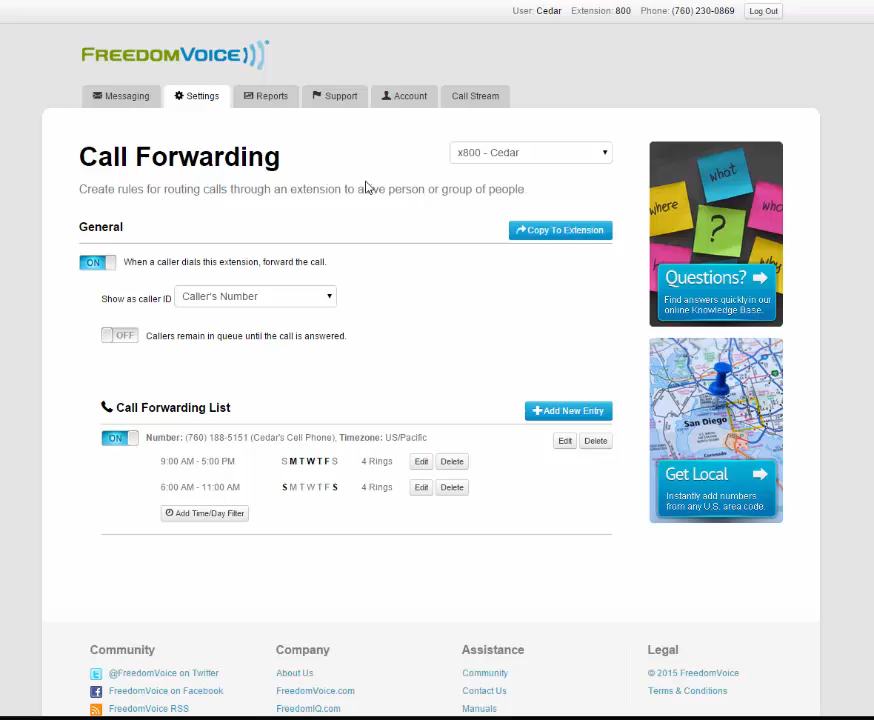 User: Cedar Extension: 800 Phone: (760) 230-0869 Log Out
FREEDOMVOICE
Messaging Settings Reports Support Account Call Stream
Call Forwarding
x800 - Cedar
Create rules for routing calls through an extension to a live person or group of people.
General
Copy To Extension
ON When a caller dials this extension, forward the call.
Show as caller ID Caller's Number
OFF Callers remain in queue until the call is answered.
Call Forwarding List
Add New Entry
ON Number: (760) 188-5151 (Cedar's Cell Phone), Timezone: US/Pacific Edit Delete
9:00 AM - 5:00 PM S M T W T F S 4 Rings Edit Delete
6:00 AM - 11:00 AM S M T W T F S 4 Rings Edit Delete
Add Time/Day Filter
what
where
?
Questions?
Find answers quickly in our
online Knowledge Base.
San Diego
Coronado
Get Local
Instantly add numbers
from any U.S. area code.
Community
@FreedomVoice on Twitter
FreedomVoice on Facebook
FreedomVoice RSS
Company
About Us
FreedomVoice.com
FreedomIQ.com
Assistance
Community
Contact Us
Manuals
Legal
© 2015 FreedomVoice
Terms & Conditions